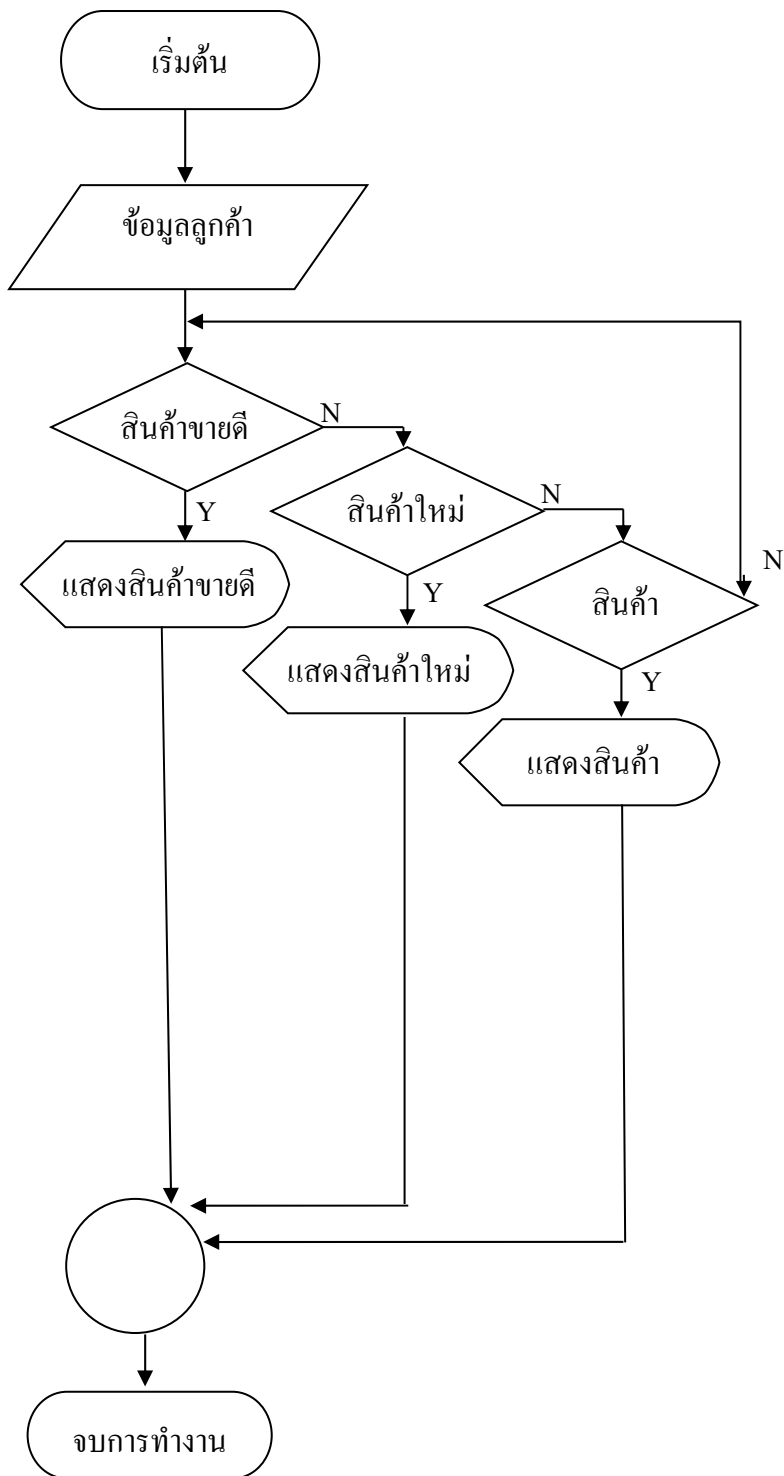 เริ่มต้น
ข้อมูลลูกค้า
สินค้าขายดี
N
Y
แสดงสินค้าขายดี
สินค้าใหม่
N
Y
แสดงสินค้าใหม่
สินค้า
N
Y
แสดงสินค้า
จบการทำงาน